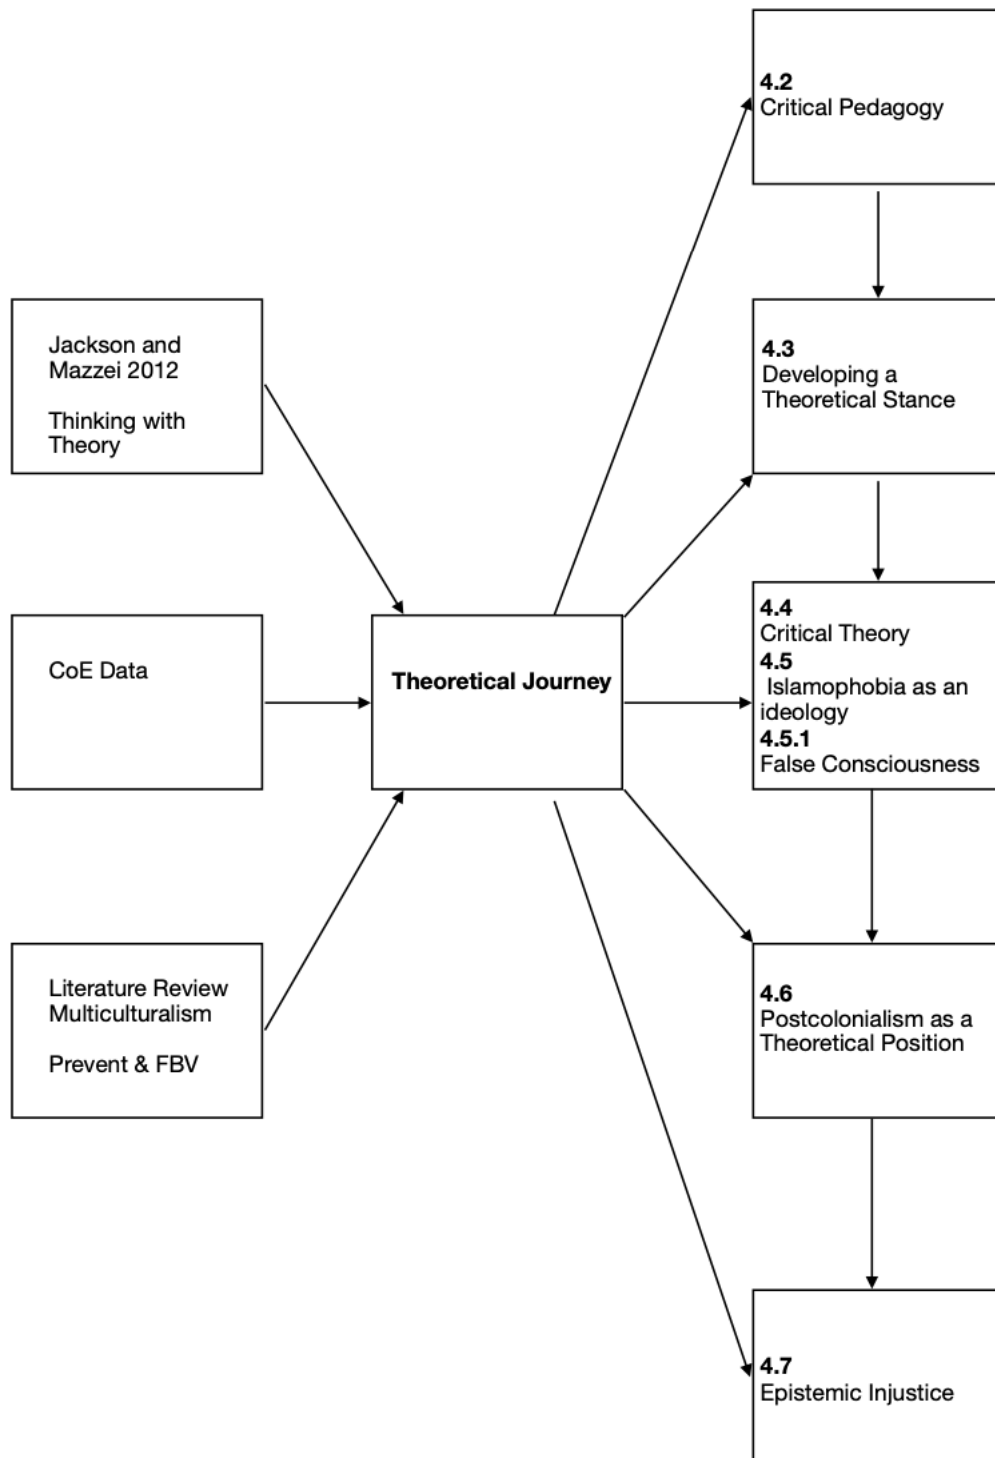 4.2
Critical Pedagogy
Jackson and
Mazzei 2012
Thinking with
Theory
4.3
Developing a
Theoretical Stance
CoE Data
Theoretical Journey
4.4
Critical Theory
4.5
Islamophobia as an
ideology
4.5.1
False Consciousness
Literature Review
Multiculturalism
Prevent & FBV
4.6
Postcolonialism as a
Theoretical Position
4.7
Epistemic Injustice